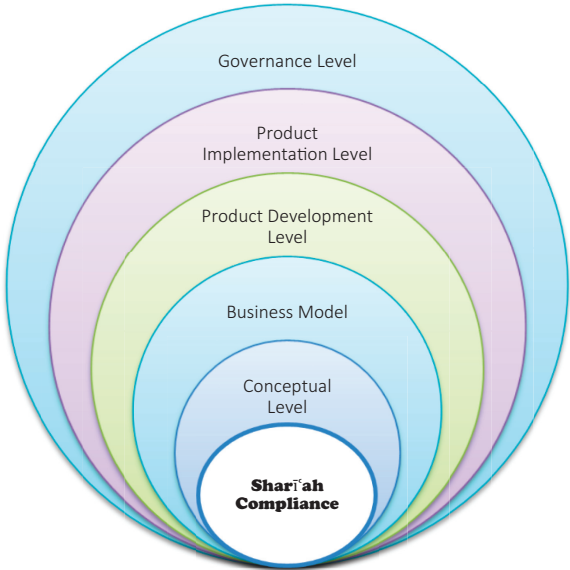 Governance Level
Product
Implementation Level
Product Development
Level
Business Model
Conceptual
Level
Sharīʿah
Compliance